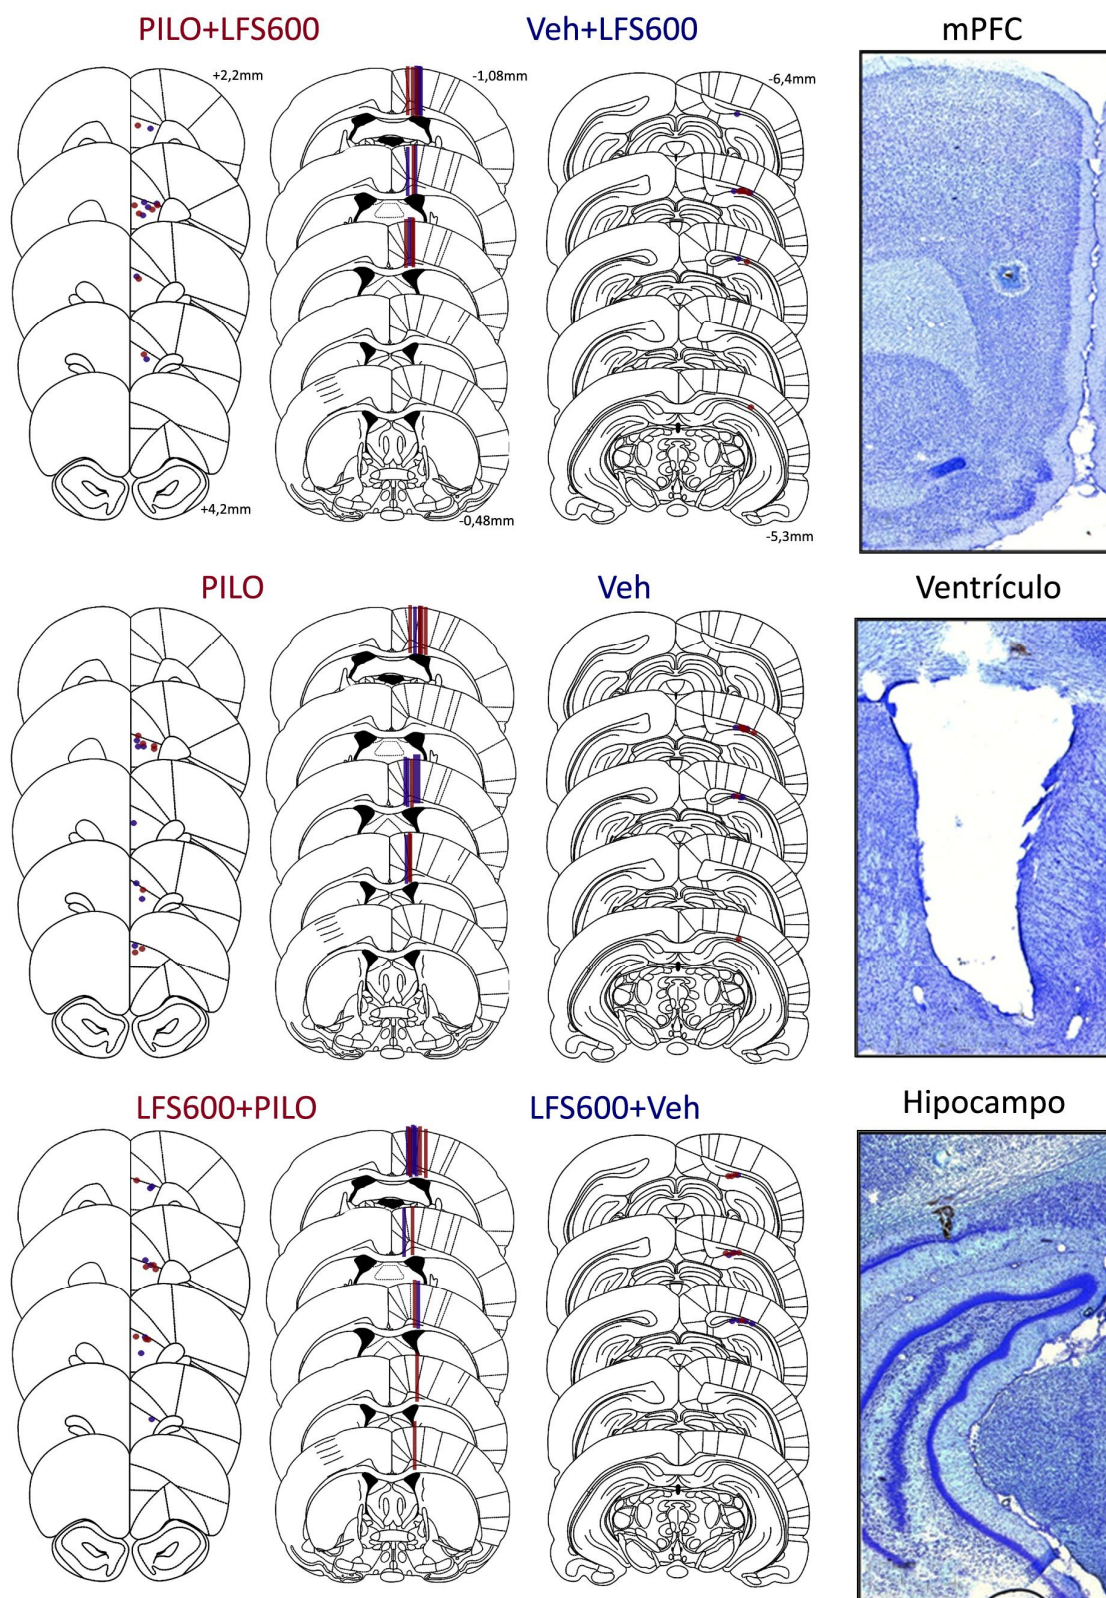 PILO+LFS600
Veh+LFS600
mPFC
+2,2mm
-1,08mm
-6,4mm
+4,2mm
-0,48mm
-5,3mm
PILO
Veh
Ventrículo
LFS600+PILO
LFS600+Veh
Hipocampo